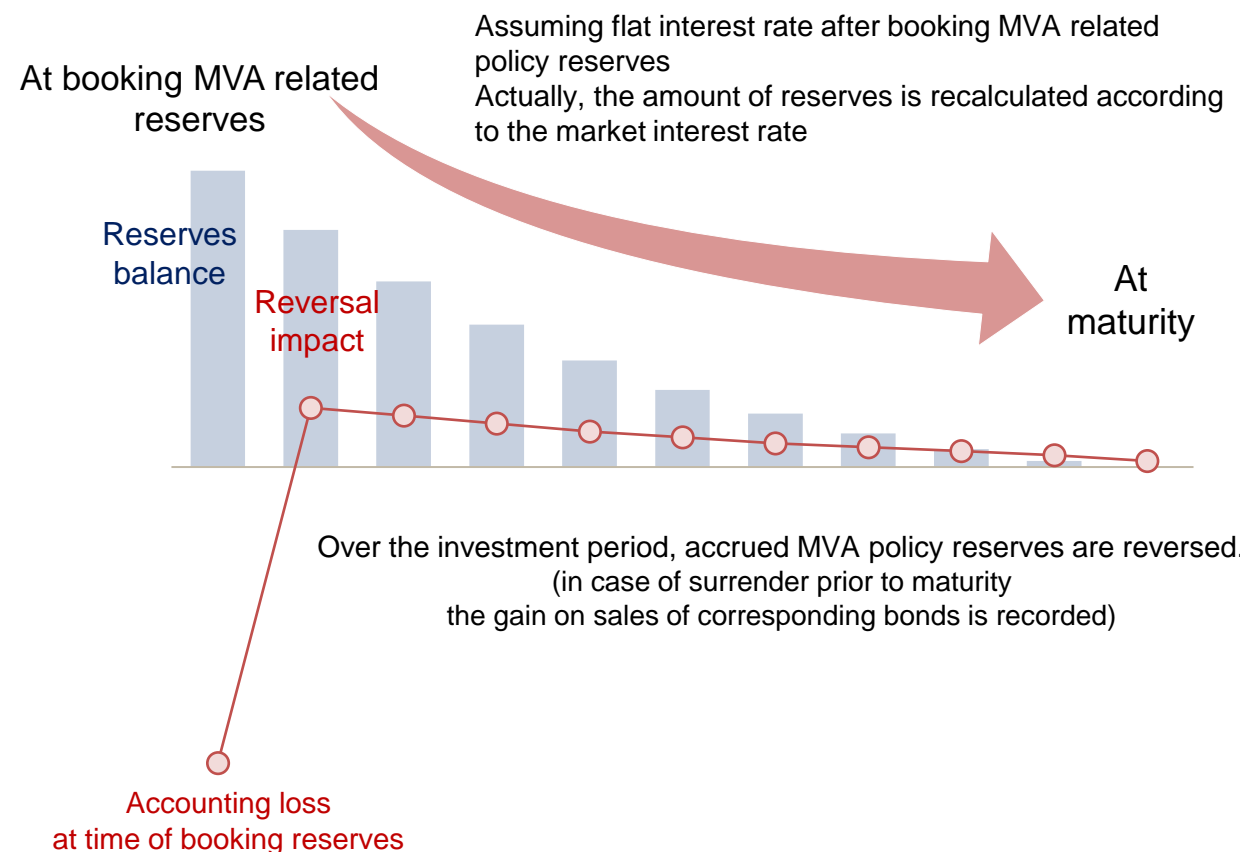 Assuming flat interest rate after booking MVA related
policy reserves
Actually, the amount of reserves is recalculated according
to the market interest rate
At booking MVA related
reserves
Reserves
balance
Reversal
impact
At
maturity
Over the investment period, accrued MVA policy reserves are reversed.
(in case of surrender prior to maturity
the gain on sales of corresponding bonds is recorded)
Accounting loss
at time of booking reserves